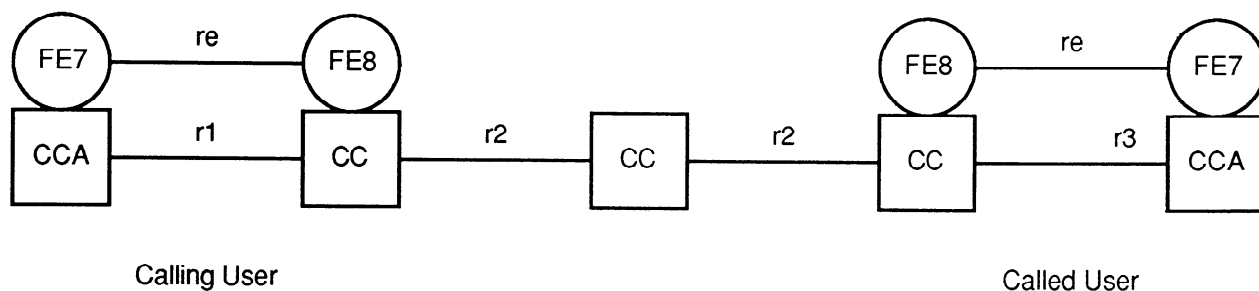 FE7 re FE8 FE8 re FE7
CCA r1 CC r2 CC r2 CC r3 CCA
Calling User Called User